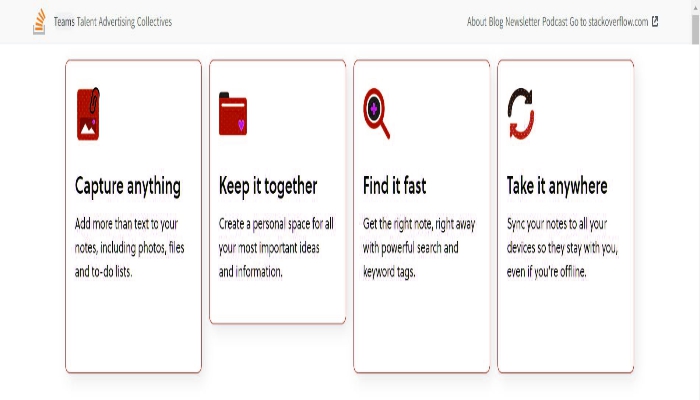 Teams Talent Advertising Collectives
About Blog Newsletter Podcast Go to stackoverflow.com
Capture anything
Add more than text to your
notes, including photos, files
and to-do lists.
Keep it together
Create a personal space for all
your most important ideas
and information.
Find it fast
Get the right note, right away
with powerful search and
keyword tags.
Take it anywhere
Sync your notes to all your
devices so they stay with you,
even if you're offline.